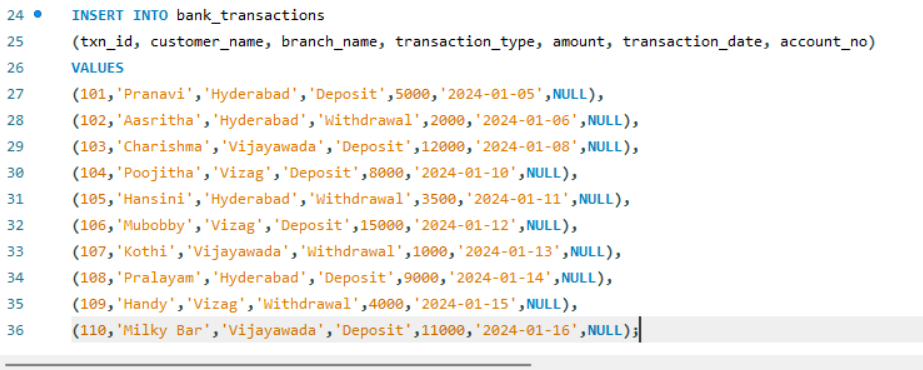 24 INSERT INTO bank_transactions
25 (txn_id, customer_name, branch_name, transaction_type, amount, transaction_date, account_no)
26 VALUES
27 (101,'Pranavi','Hyderabad','Deposit',5000,'2024-01-05',NULL),
28 (102,'Aasritha','Hyderabad','Withdrawal',2000,'2024-01-06',NULL),
29 (103,'Charishma','Vijayawada','Deposit',12000,'2024-01-08',NULL),
30 (104,'Poojitha','Vizag','Deposit',8000,'2024-01-10',NULL),
31 (105,'Hansini','Hyderabad','Withdrawal',3500,'2024-01-11',NULL),
32 (106,'Mubobby','Vizag','Deposit',15000,'2024-01-12',NULL),
33 (107,'Kothi','Vijayawada','Withdrawal',1000,'2024-01-13',NULL),
34 (108,'Pralayam','Hyderabad','Deposit',9000,'2024-01-14',NULL),
35 (109,'Handy','Vizag','Withdrawal',4000,'2024-01-15',NULL),
36 (110,'Milky Bar','Vijayawada','Deposit',11000,'2024-01-16',NULL);